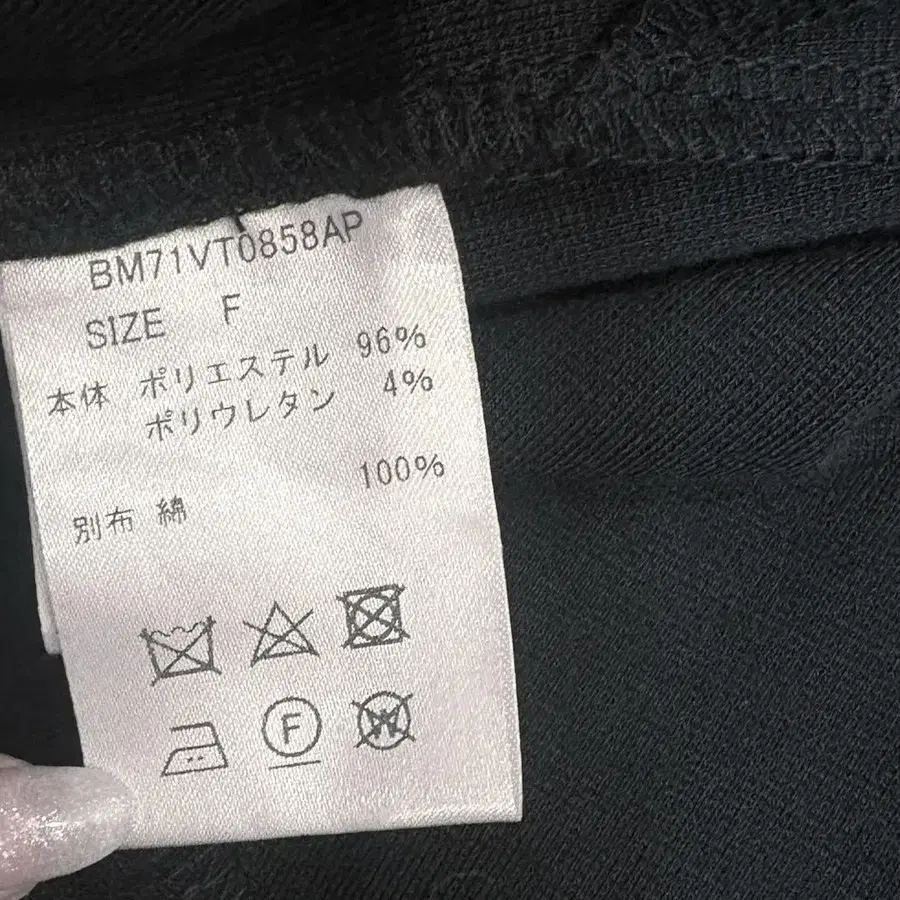 BM71VT0858AP
SIZE F
本体 ポリエステル 96%
ポリウレタン 4%
100%
別布 綿
F
W